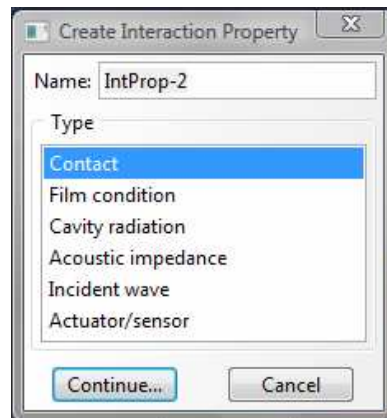 Create Interaction Property
Name: IntProp-2
Type
Contact
Film condition
Cavity radiation
Acoustic impedance
Incident wave
Actuator/sensor
Continue... Cancel